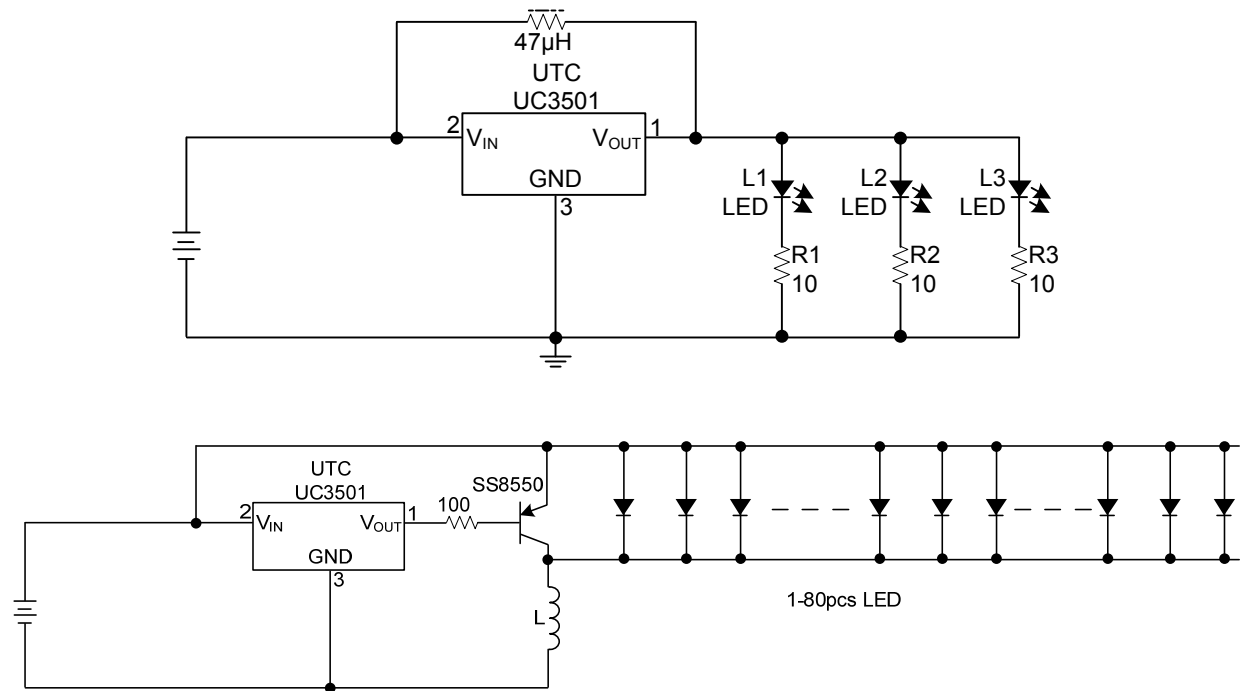 47µH
UTC
UC3501
2 VIN VOUT 1
GND
3
L1
LED
L2
LED
L3
LED
R1
10
R2
10
R3
10
UTC
UC3501
2 VIN VOUT 1
GND
3
100
SS8550
L
1-80pcs LED